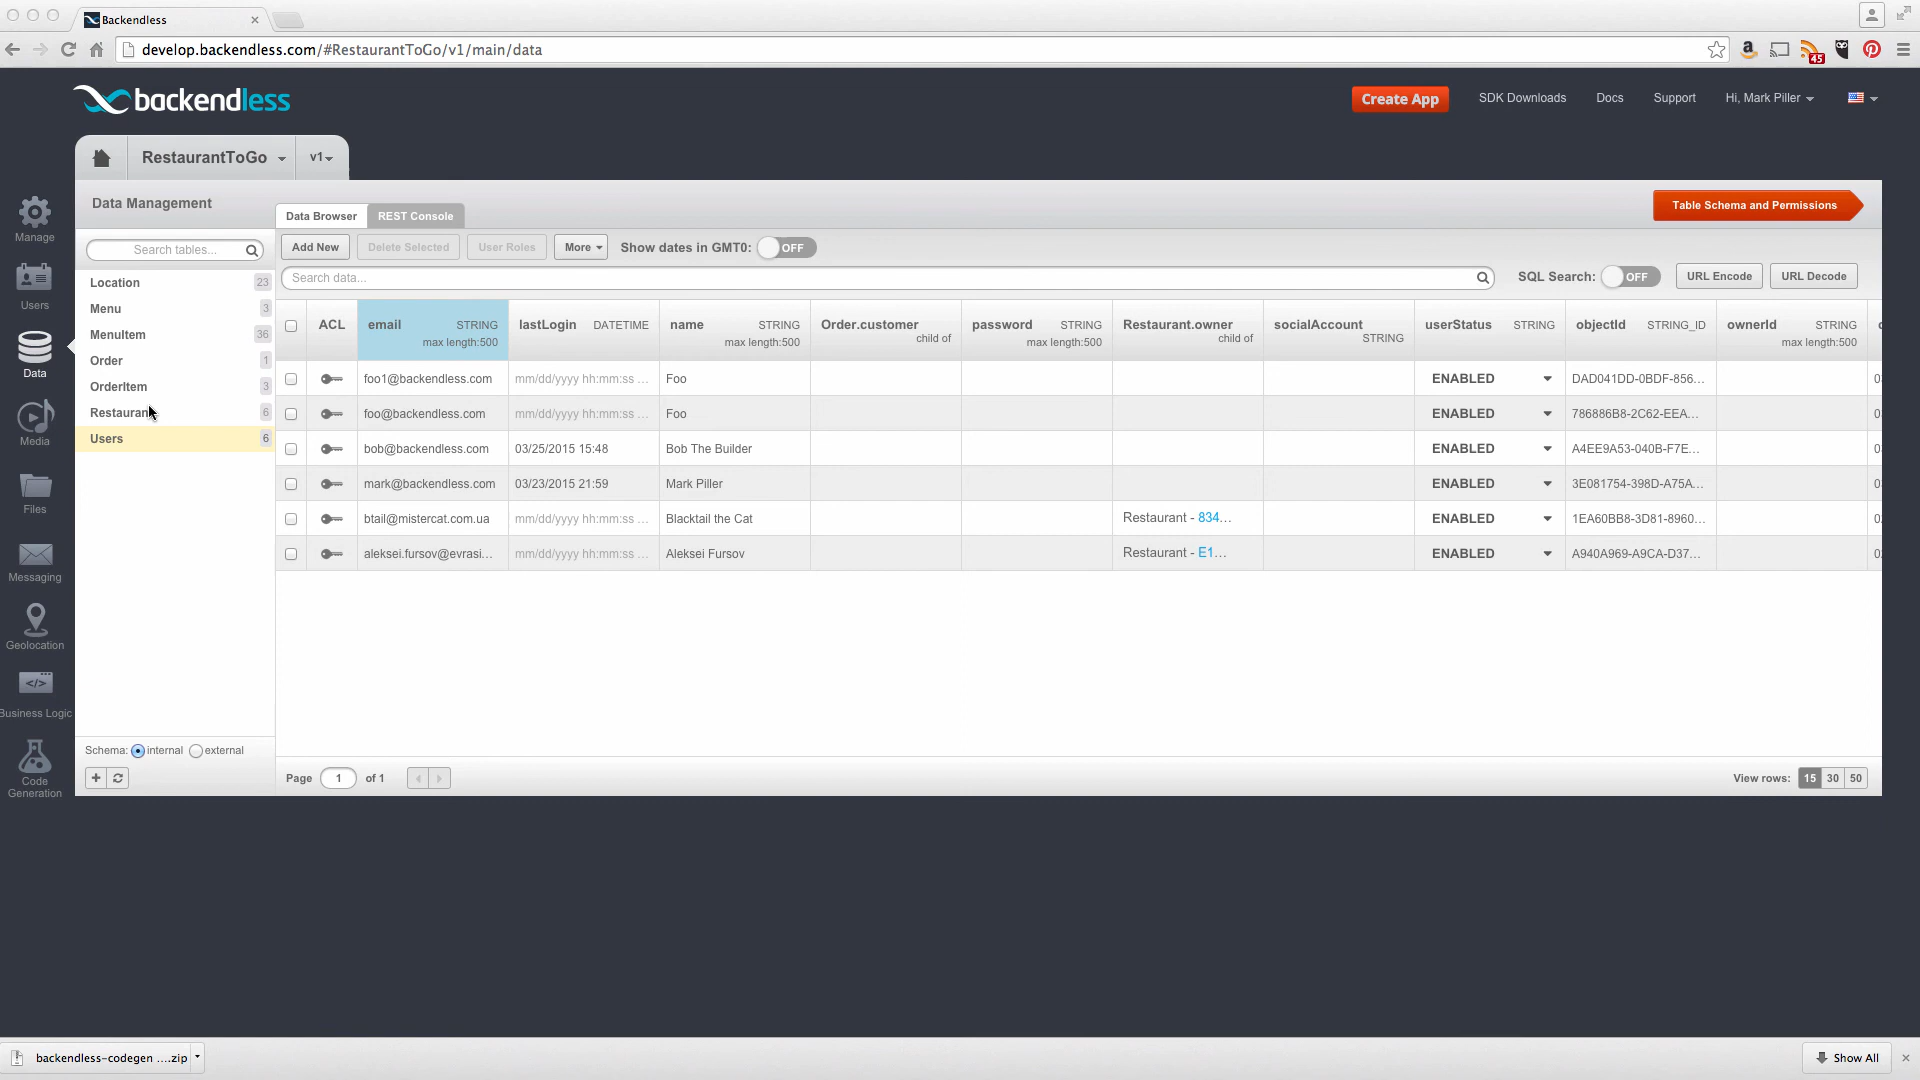 Backendless
develop.backendless.com/#RestaurantToGo/v1/main/data
45
backendless
Create App
SDK Downloads
Docs
Support
Hi, Mark Piller
RestaurantToGo
v1
Manage
Users
Data
Media
Files
Messaging
Geolocation
Business Logic
Code
Generation
Data Management
Data Browser
REST Console
Table Schema and Permissions
Search tables...
Location 23
Menu 3
MenuItem 36
Order 1
OrderItem 3
Restaurant 6
Users 6
Add New
Delete Selected
User Roles
More
Show dates in GMT0: OFF
Search data...
SQL Search: OFF
URL Encode
URL Decode
ACL email STRING lastLogin DATETIME name STRING Order.customer password STRING Restaurant.owner socialAccount userStatus STRING objectId STRING_ID ownerId STRING
max length:500 max length:500 child of max length:500 child of STRING max length:500
foo1@backendless.com mm/dd/yyyy hh:mm:ss ... Foo ENABLED DAD041DD-0BDF-856...
foo@backendless.com mm/dd/yyyy hh:mm:ss ... Foo ENABLED 786886B8-2C62-EEA...
bob@backendless.com 03/25/2015 15:48 Bob The Builder ENABLED A4EE9A53-040B-F7E...
mark@backendless.com 03/23/2015 21:59 Mark Piller ENABLED 3E081754-398D-A75A...
btail@mistercat.com.ua mm/dd/yyyy hh:mm:ss ... Blacktail the Cat Restaurant - 834... ENABLED 1EA60BB8-3D81-8960...
aleksei.fursov@evrasi... mm/dd/yyyy hh:mm:ss ... Aleksei Fursov Restaurant - E1... ENABLED A940A969-A9CA-D37...
Schema: internal external
Page 1 of 1
View rows: 15 30 50
backendless-codegen ....zip
Show All